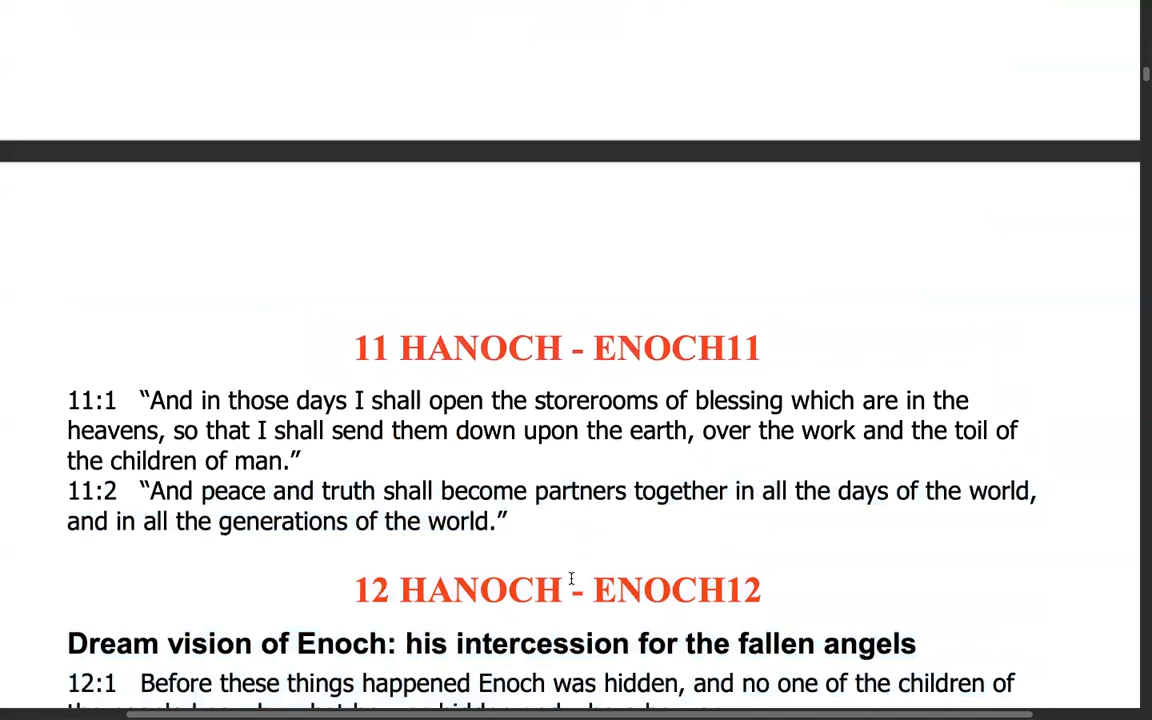 11 HANOCH - ENOCH11
11:1 “And in those days I shall open the storerooms of blessing which are in the
heavens, so that I shall send them down upon the earth, over the work and the toil of
the children of man.”
11:2 “And peace and truth shall become partners together in all the days of the world,
and in all the generations of the world.”
12 HANOCH - ENOCH12
Dream vision of Enoch: his intercession for the fallen angels
12:1 Before these things happened Enoch was hidden, and no one of the children of